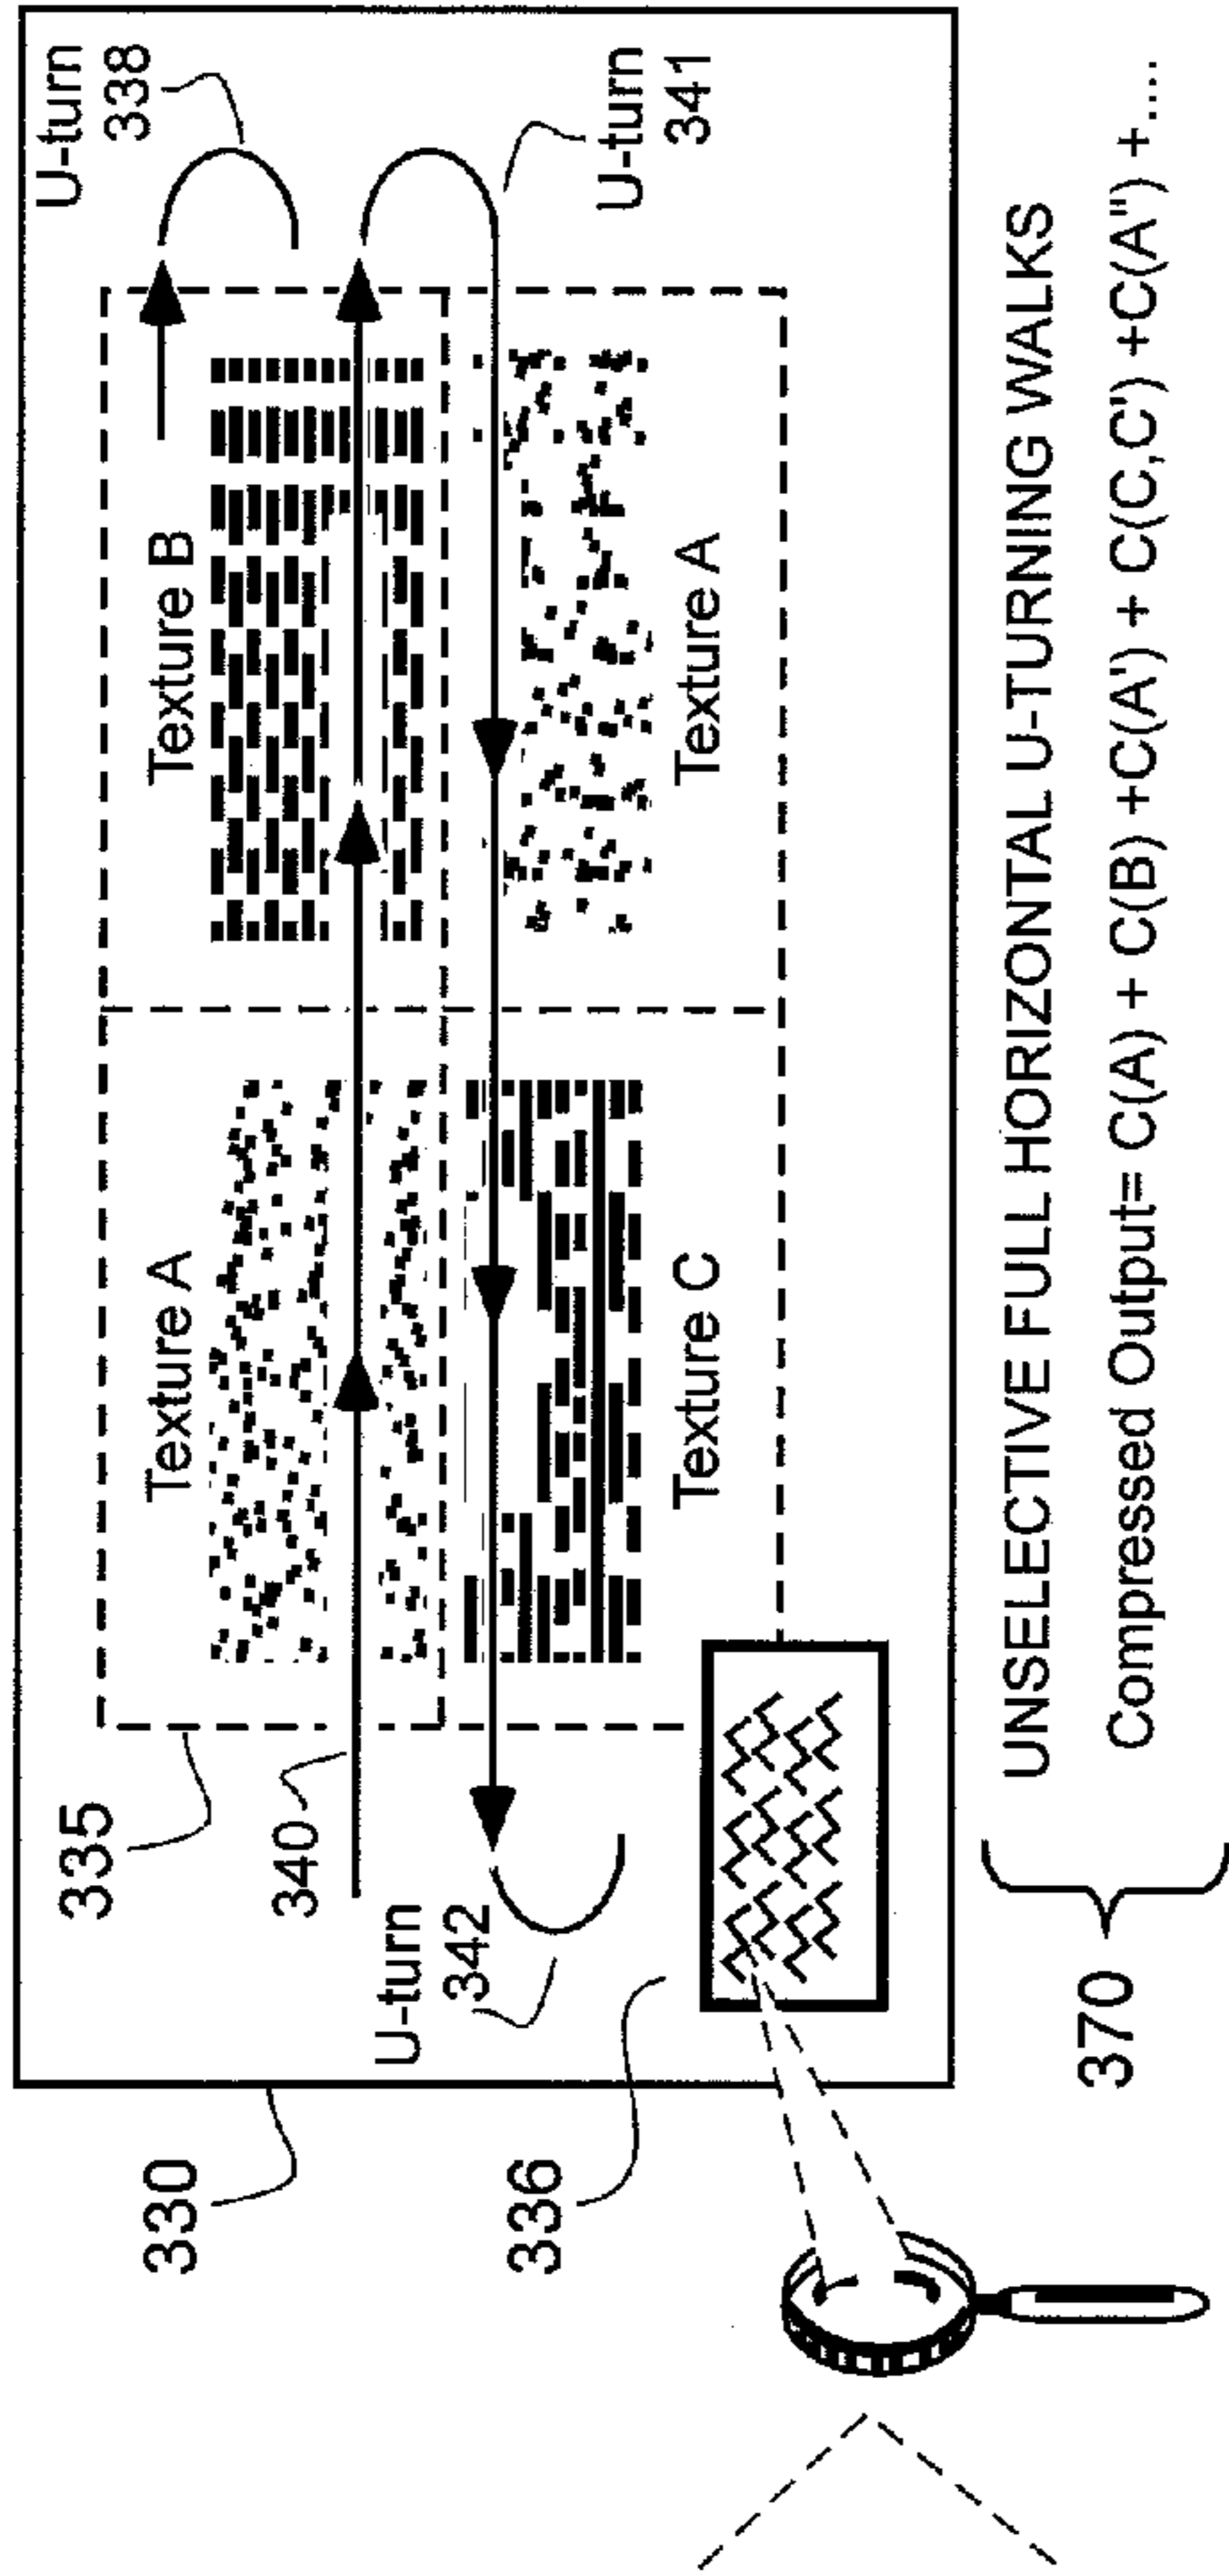 U-turn
338
Texture A
Texture B
335
330
340
U-turn
342
U-turn
341
336
Texture C
Texture A
370
UNSELECTIVE FULL HORIZONTAL U-TURNING WALKS
Compressed Output= C(A) + C(B) +C(A') + C(C,C') +C(A'') +....